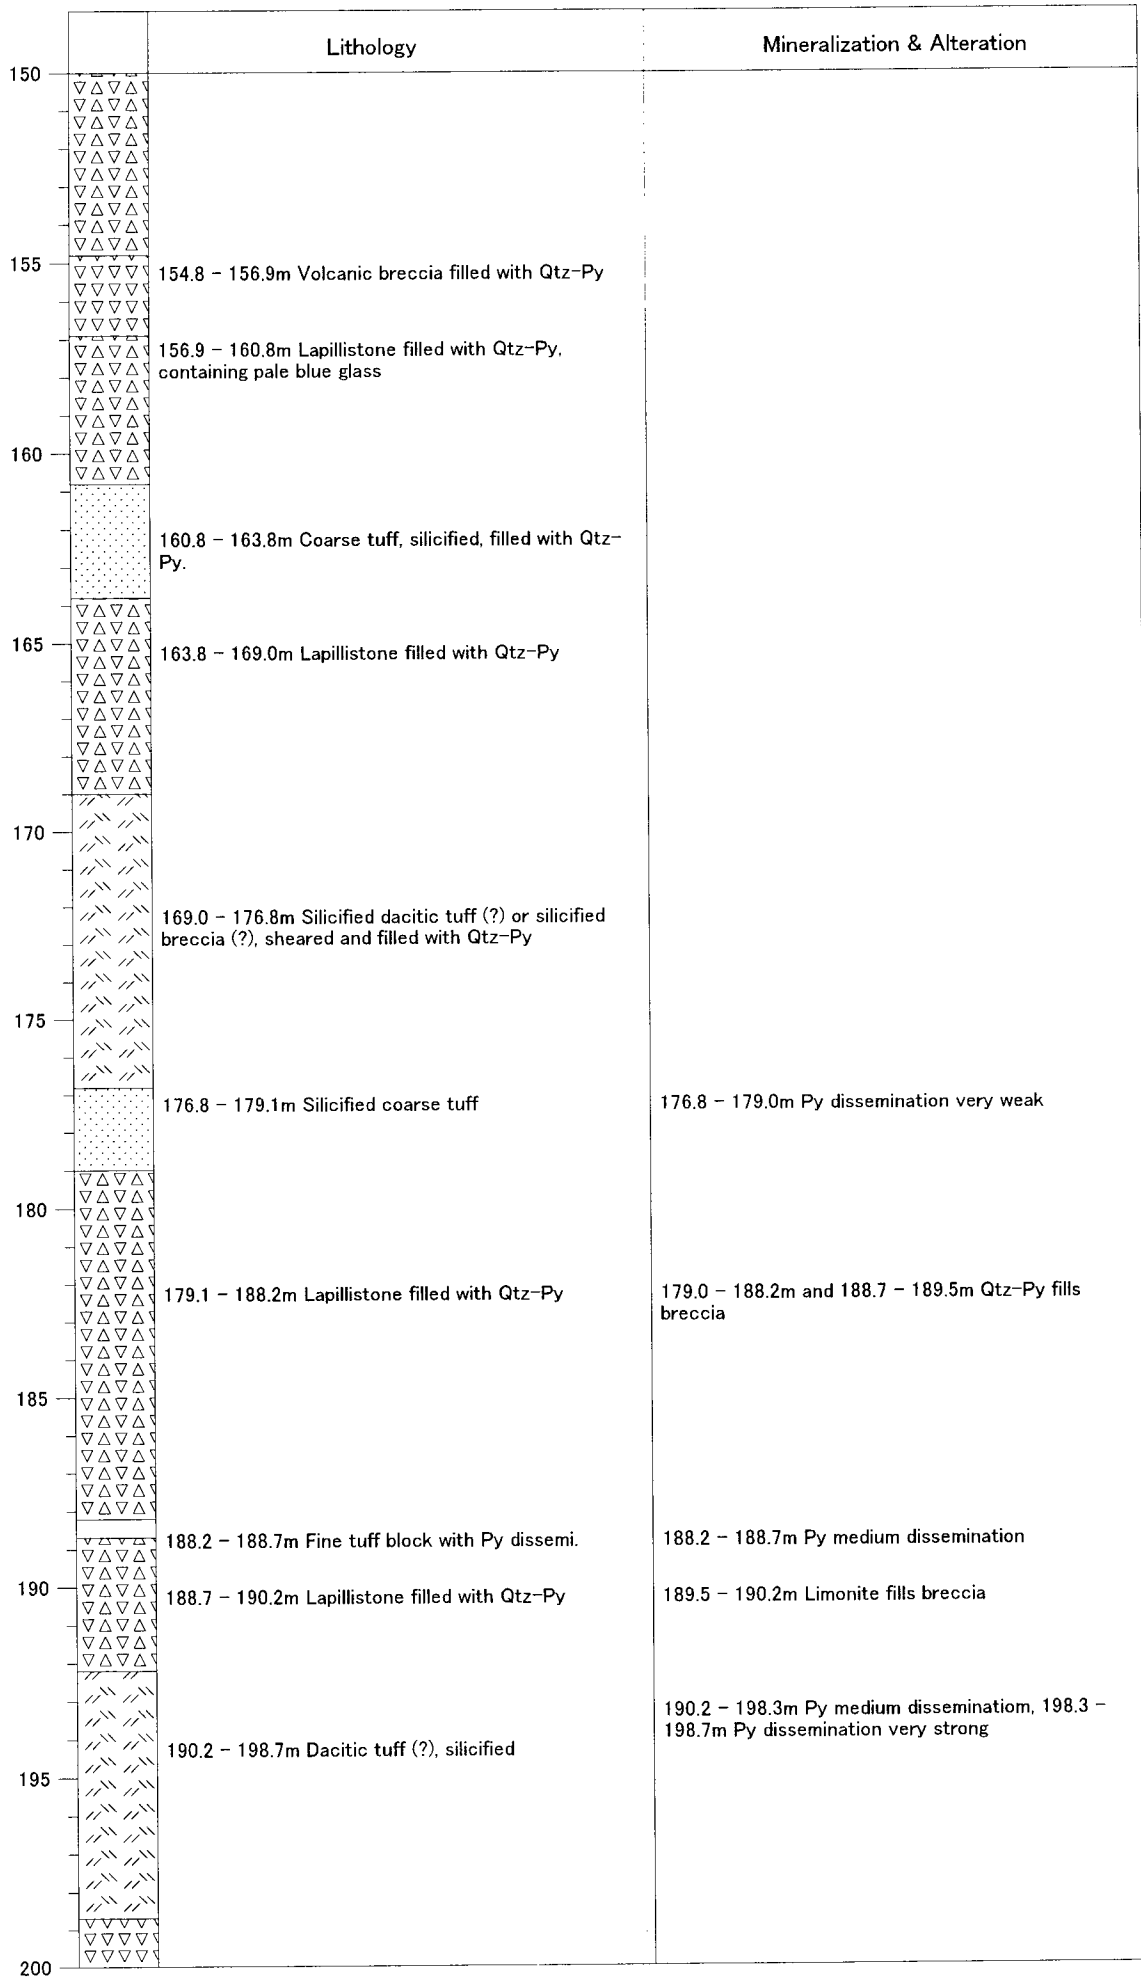 Lithology
Mineralization & Alteration
150
155
154.8 - 156.9m Volcanic breccia filled with Qtz-Py
156.9 - 160.8m Lapillistone filled with Qtz-Py,
containing pale blue glass
160
160.8 - 163.8m Coarse tuff, silicified, filled with Qtz-
Py.
165
163.8 - 169.0m Lapillistone filled with Qtz-Py
170
169.0 - 176.8m Silicified dacitic tuff (?) or silicified
breccia (?), sheared and filled with Qtz-Py
175
176.8 - 179.1m Silicified coarse tuff
176.8 - 179.0m Py dissemination very weak
180
179.1 - 188.2m Lapillistone filled with Qtz-Py
179.0 - 188.2m and 188.7 - 189.5m Qtz-Py fills
breccia
185
188.2 - 188.7m Fine tuff block with Py dissemi.
188.2 - 188.7m Py medium dissemination
190
188.7 - 190.2m Lapillistone filled with Qtz-Py
189.5 - 190.2m Limonite fills breccia
190.2 - 198.3m Py medium disseminatiom, 198.3 -
198.7m Py dissemination very strong
190.2 - 198.7m Dacitic tuff (?), silicified
195
200